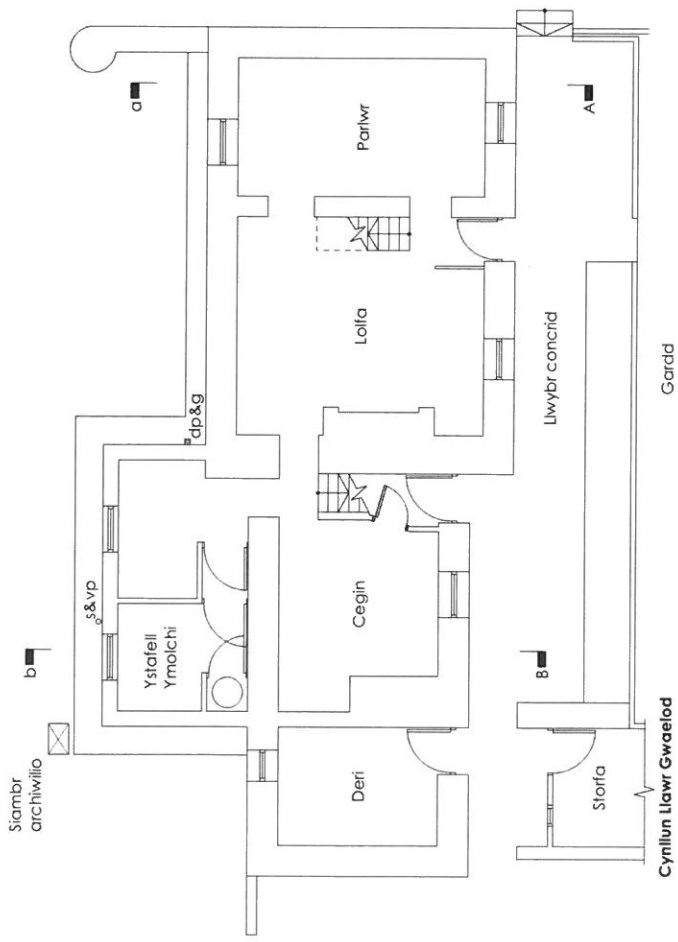 Siambr
archiwilio
b
a
s&vp
dp&g
Ystafell
Ymolchi
Deri
Cegin
Lolfa
Parlwr
B
A
Storfa
Llwybr concrid
Gardd
Cynllun Llawr Gwaelod